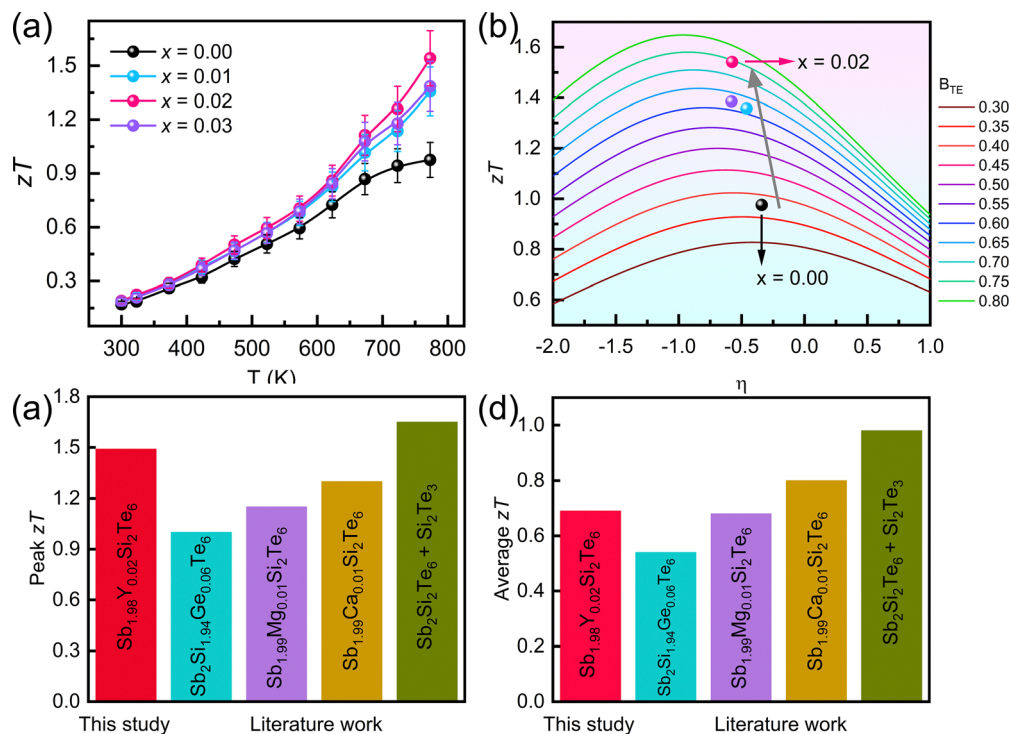 (a)
zT
1.5
1.2
0.9
0.6
0.3
x = 0.00
x = 0.01
x = 0.02
x = 0.03
300 400 500 600 700 800
T (K)
(b)
zT
1.6
1.4
1.2
1.0
0.8
0.6
x = 0.02
x = 0.00
-2.0 -1.5 -1.0 -0.5 0.0 0.5 1.0
η
B_TE
0.30
0.35
0.40
0.45
0.50
0.55
0.60
0.65
0.70
0.75
0.80
(a)
Peak zT
1.8
1.5
1.2
0.9
0.6
0.3
0.0
Sb1.98Y0.02Si2Te6
Sb2Si1.94Ge0.06Te6
Sb1.99Mg0.01Si2Te6
Sb1.99Ca0.01Si2Te6
Sb2Si2Te6 + Si2Te3
This study Literature work
(d)
Average zT
1.0
0.8
0.6
0.4
0.2
0.0
Sb1.98Y0.02Si2Te6
Sb2Si1.94Ge0.06Te6
Sb1.99Mg0.01Si2Te6
Sb1.99Ca0.01Si2Te6
Sb2Si2Te6 + Si2Te3
This study Literature work